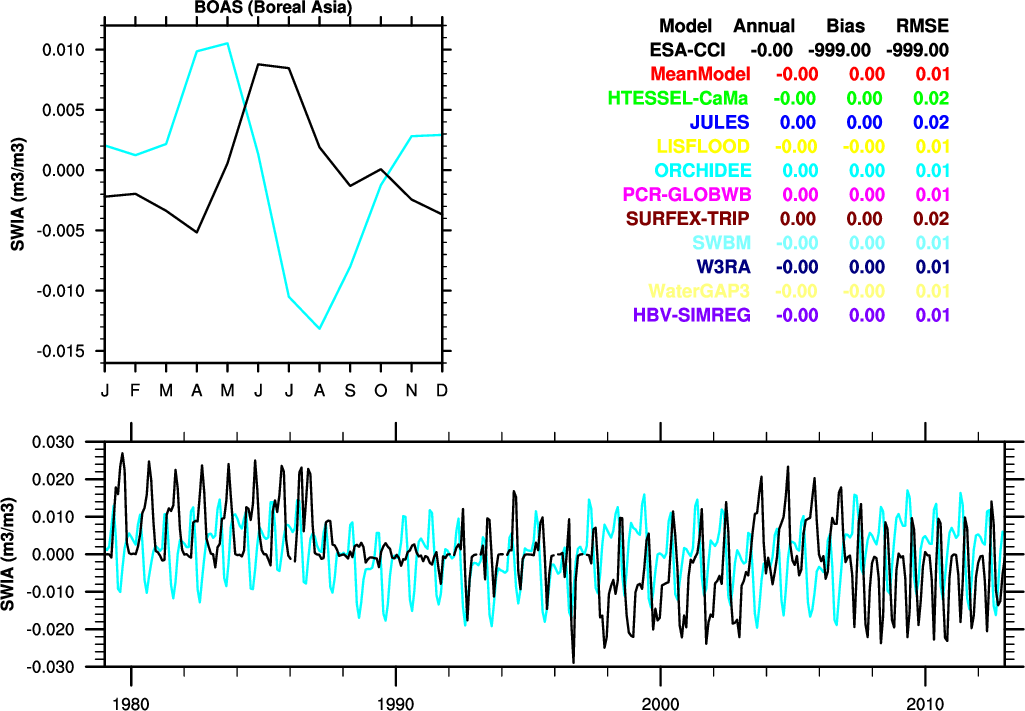 BOAS (Boreal Asia)
SWIA (m3/m3)
0.010
0.005
0.000
-0.005
-0.010
-0.015
J F M A M J J A S O N D
Model Annual Bias RMSE
ESA-CCI -0.00 -999.00 -999.00
MeanModel -0.00 0.00 0.01
HTESSEL-CaMa -0.00 0.00 0.02
JULES 0.00 0.00 0.02
LISFLOOD -0.00 -0.00 0.01
ORCHIDEE 0.00 0.00 0.01
PCR-GLOBWB 0.00 0.00 0.01
SURFEX-TRIP 0.00 0.00 0.02
SWBM -0.00 0.00 0.01
W3RA -0.00 0.00 0.01
WaterGAP3 -0.00 -0.00 0.01
HBV-SIMREG -0.00 0.00 0.01
SWIA (m3/m3)
0.030
0.020
0.010
0.000
-0.010
-0.020
-0.030
1980 1990 2000 2010